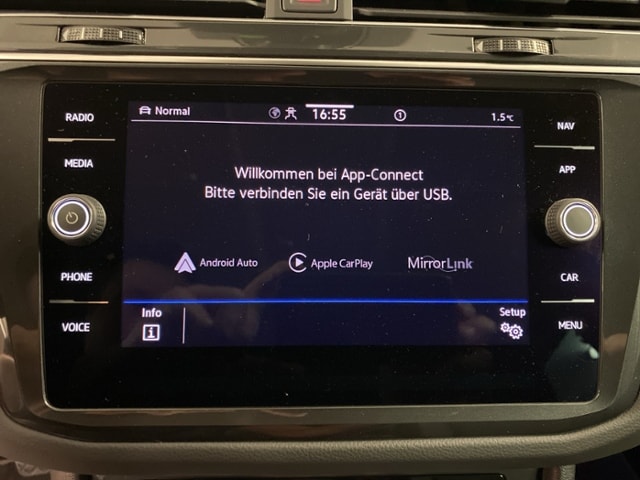 RADIO
MEDIA
PHONE
VOICE
Normal 16:55 1 1.5°C
Willkommen bei App-Connect
Bitte verbinden Sie ein Gerät über USB.
Android Auto Apple CarPlay MirrorLink
Info Setup
NAV
APP
CAR
MENU